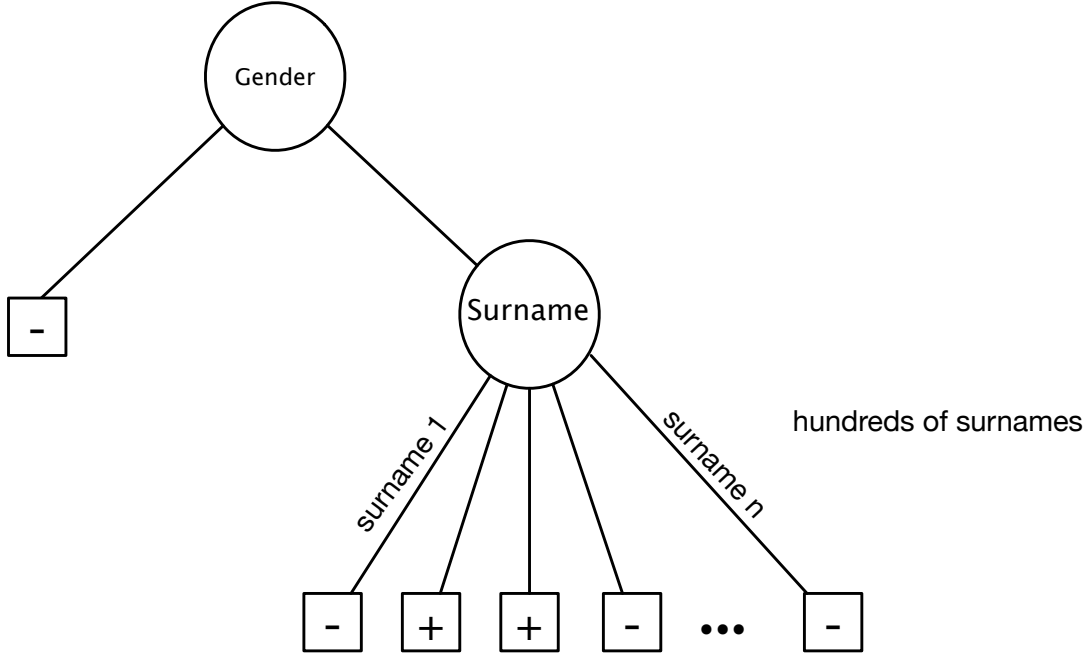 Gender
-
Surname
surname 1
surname n
hundreds of surnames
- + + - ... -